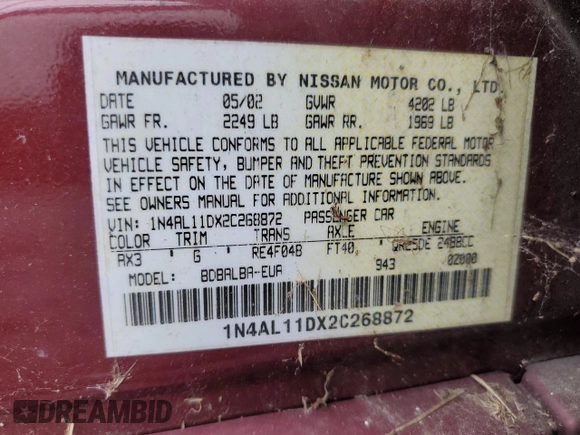 MANUFACTURED BY NISSAN MOTOR CO., LTD.
DATE 05/02 GVWR 4202 LB
GAWR FR. 2249 LB GAWR RR. 1969 LB
THIS VEHICLE CONFORMS TO ALL APPLICABLE FEDERAL MOTOR
VEHICLE SAFETY, BUMPER AND THEFT PREVENTION STANDARDS
IN EFFECT ON THE DATE OF MANUFACTURE SHOWN ABOVE.
SEE OWNERS MANUAL FOR ADDITIONAL INFORMATION.
VIN: 1N4AL11DX2C268872 PASSENGER CAR
COLOR TRIM TRANS AXLE ENGINE
AX3 G RE4F04B FT40 QR25DE 2488CC
MODEL: BDBALBA-EUA 943 02000
1N4AL11DX2C268872
DREAMBID